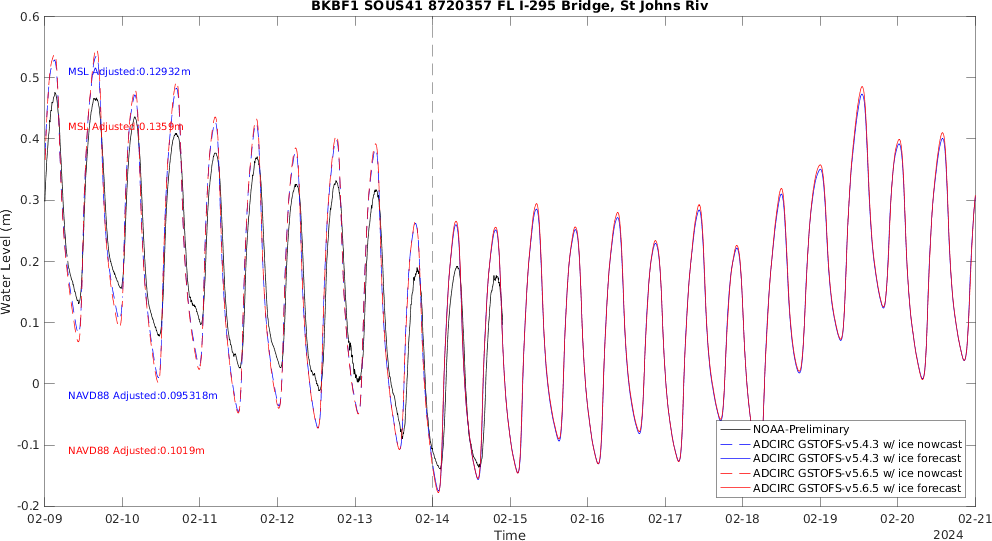 BKBF1 SOUS41 8720357 FL I-295 Bridge, St Johns Riv
0.6
0.5
0.4
0.3
0.2
0.1
0
-0.1
-0.2
Water Level (m)
MSL Adjusted:0.12932m
MSL Adjusted:0.1359m
NAVD88 Adjusted:0.095318m
NAVD88 Adjusted:0.1019m
NOAA-Preliminary
ADCIRC GSTOFS-v5.4.3 w/ ice nowcast
ADCIRC GSTOFS-v5.4.3 w/ ice forecast
ADCIRC GSTOFS-v5.6.5 w/ ice nowcast
ADCIRC GSTOFS-v5.6.5 w/ ice forecast
02-09 02-10 02-11 02-12 02-13 02-14 02-15 02-16 02-17 02-18 02-19 02-20 02-21
Time
2024